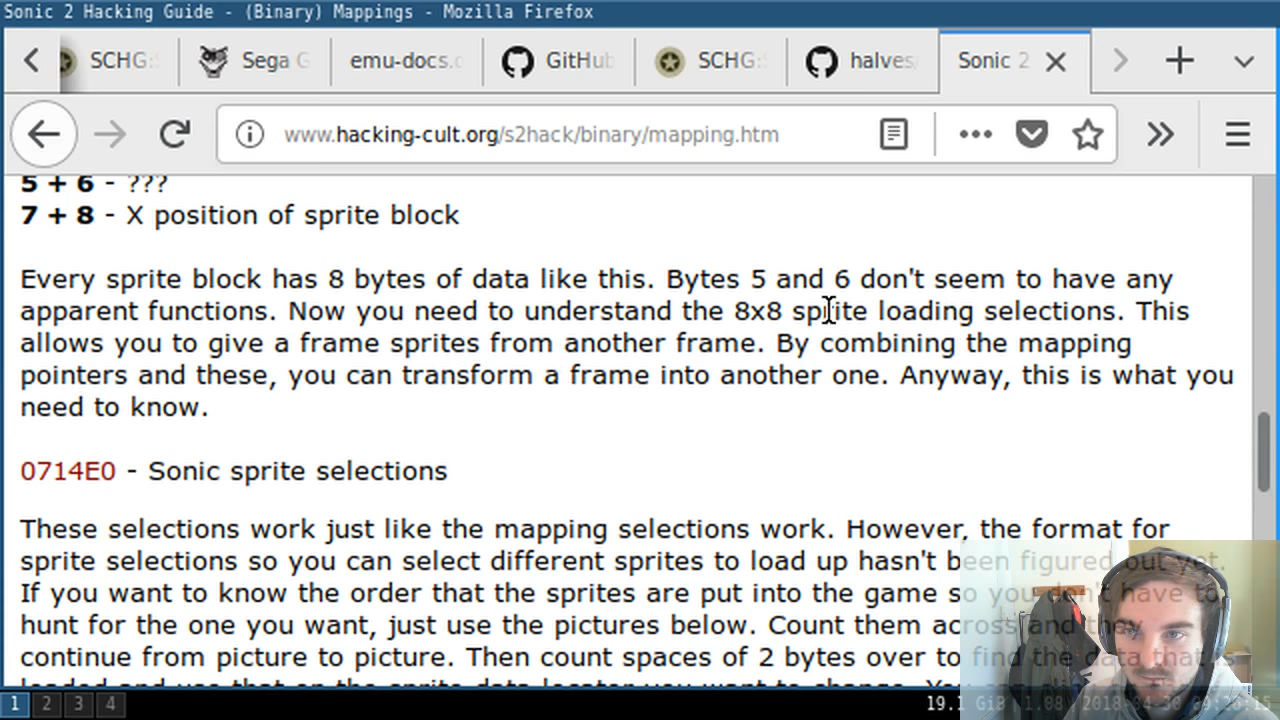 Sonic 2 Hacking Guide - (Binary) Mappings - Mozilla Firefox
SCHG: Sega G emu-docs.o GitHub SCHG: halves/ Sonic 2
www.hacking-cult.org/s2hack/binary/mapping.htm
5 + 6 - ???
7 + 8 - X position of sprite block
Every sprite block has 8 bytes of data like this. Bytes 5 and 6 don't seem to have any
apparent functions. Now you need to understand the 8x8 sprite loading selections. This
allows you to give a frame sprites from another frame. By combining the mapping
pointers and these, you can transform a frame into another one. Anyway, this is what you
need to know.
0714E0 - Sonic sprite selections
These selections work just like the mapping selections work. However, the format for
sprite selections so you can select different sprites to load up hasn't been figured out yet.
If you want to know the order that the sprites are put into the game so you don't have to
hunt for the one you want, just use the pictures below. Count them across and they
continue from picture to picture. Then count spaces of 2 bytes over to find the data that is
1 2 3 4 19.1 GiB 1.08 2018-04-30